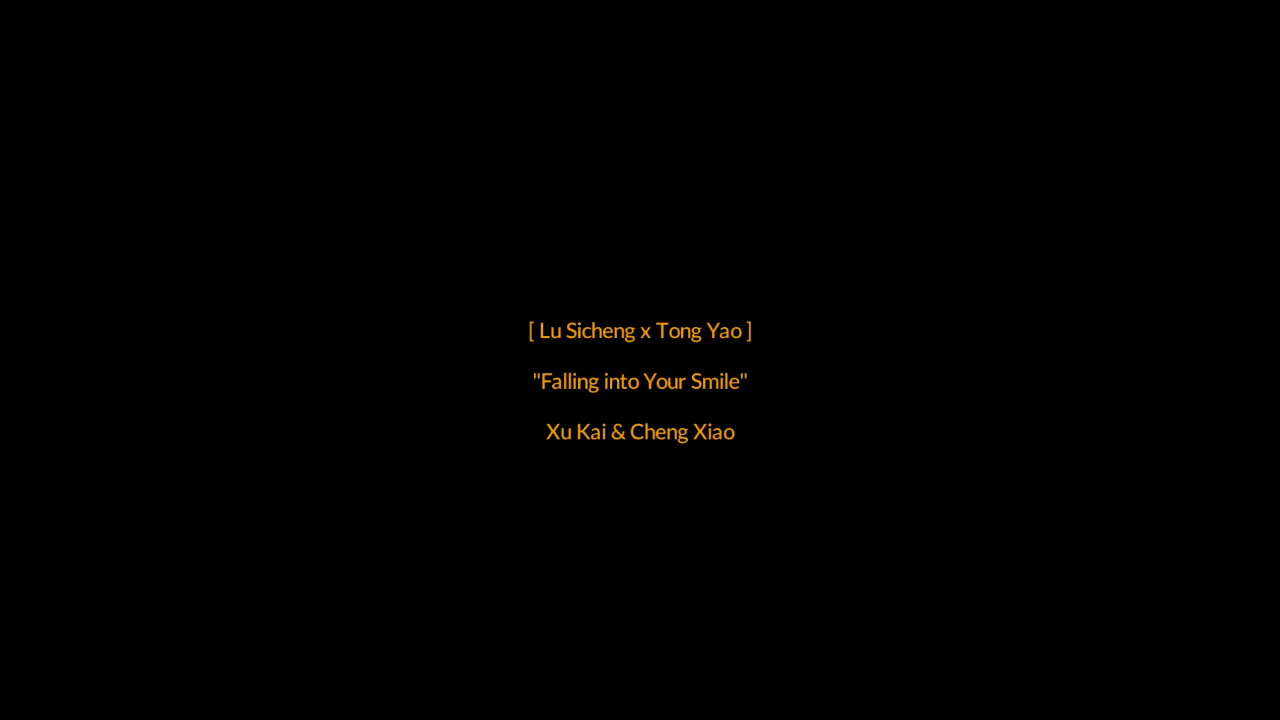 [ Lu Sicheng x Tong Yao ]
"Falling into Your Smile"
Xu Kai & Cheng Xiao